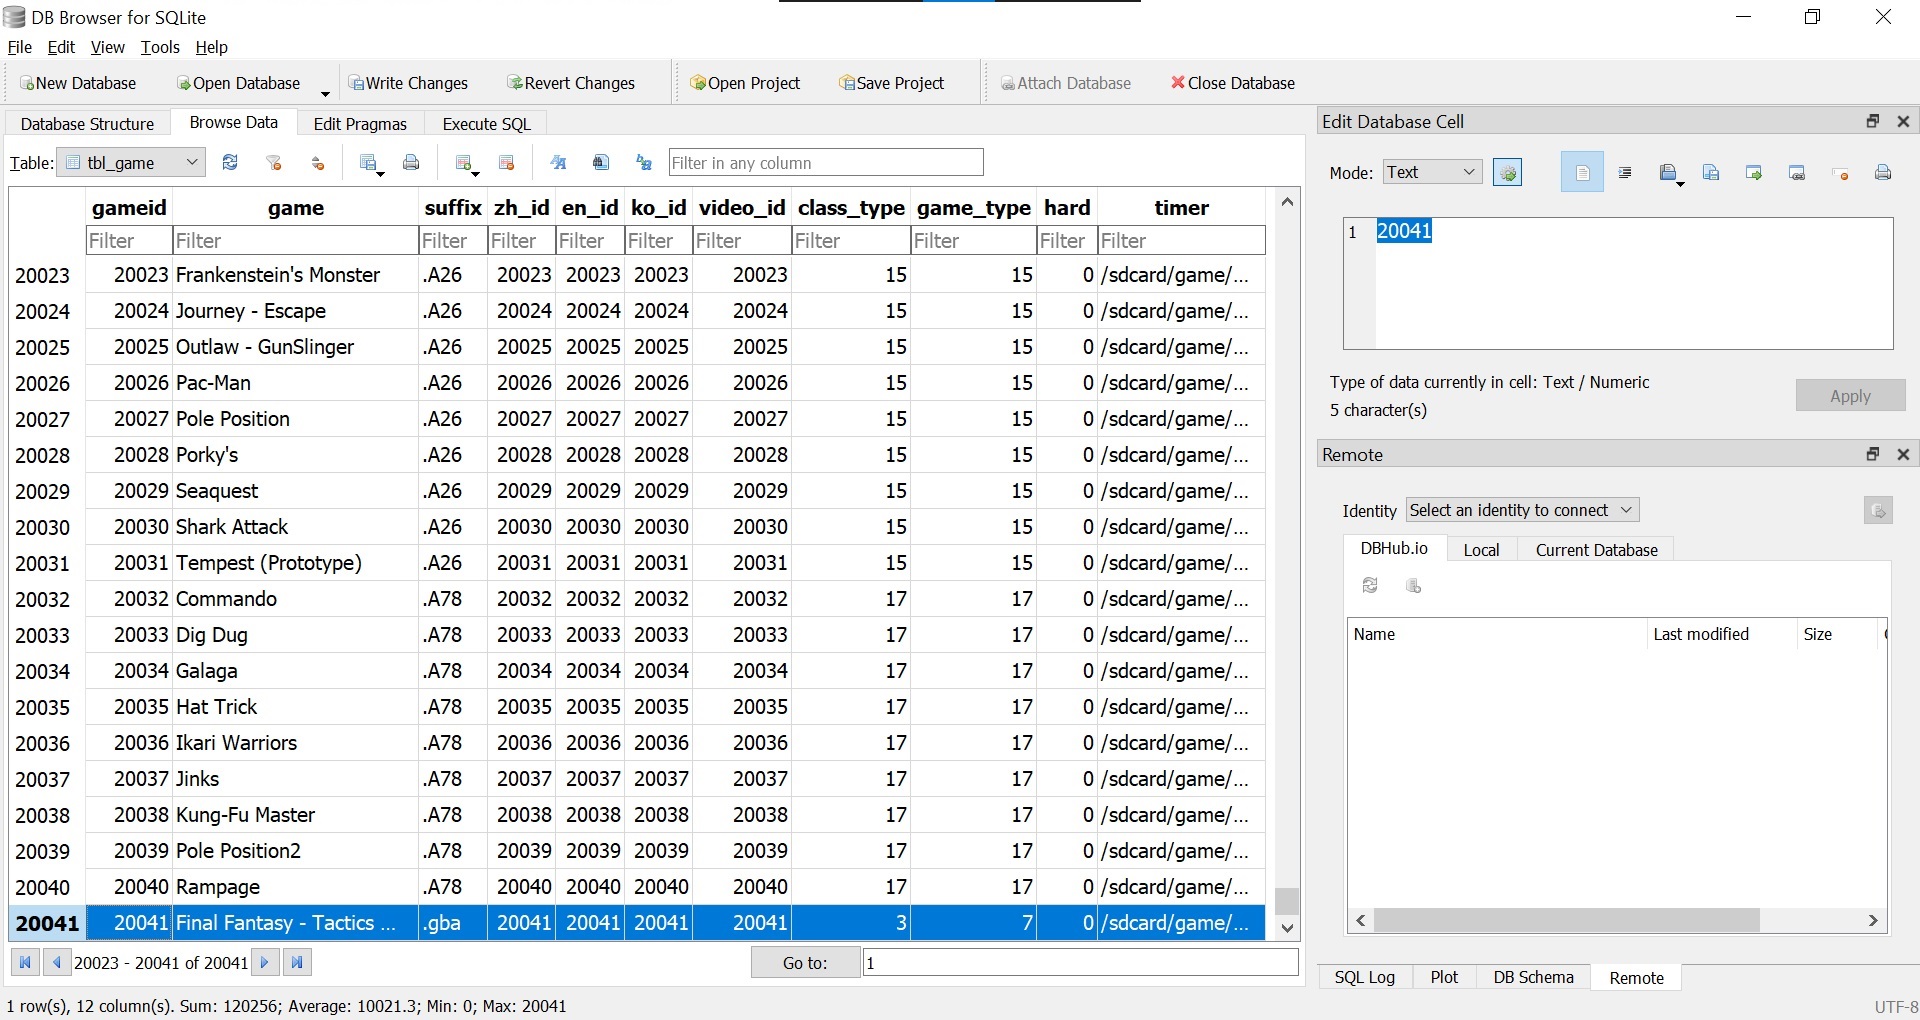 DB Browser for SQLite
File Edit View Tools Help
New Database Open Database Write Changes Revert Changes Open Project Save Project Attach Database Close Database
Database Structure Browse Data Edit Pragmas Execute SQL
Table: tbl_game Filter in any column
gameid game suffix zh_id en_id ko_id video_id class_type game_type hard timer
Filter Filter Filter Filter Filter Filter Filter Filter Filter Filter Filter
20023 20023 Frankenstein's Monster .A26 20023 20023 20023 20023 15 15 0 /sdcard/game/...
20024 20024 Journey - Escape .A26 20024 20024 20024 20024 15 15 0 /sdcard/game/...
20025 20025 Outlaw - GunSlinger .A26 20025 20025 20025 20025 15 15 0 /sdcard/game/...
20026 20026 Pac-Man .A26 20026 20026 20026 20026 15 15 0 /sdcard/game/...
20027 20027 Pole Position .A26 20027 20027 20027 20027 15 15 0 /sdcard/game/...
20028 20028 Porky's .A26 20028 20028 20028 20028 15 15 0 /sdcard/game/...
20029 20029 Seaquest .A26 20029 20029 20029 20029 15 15 0 /sdcard/game/...
20030 20030 Shark Attack .A26 20030 20030 20030 20030 15 15 0 /sdcard/game/...
20031 20031 Tempest (Prototype) .A26 20031 20031 20031 20031 15 15 0 /sdcard/game/...
20032 20032 Commando .A78 20032 20032 20032 20032 17 17 0 /sdcard/game/...
20033 20033 Dig Dug .A78 20033 20033 20033 20033 17 17 0 /sdcard/game/...
20034 20034 Galaga .A78 20034 20034 20034 20034 17 17 0 /sdcard/game/...
20035 20035 Hat Trick .A78 20035 20035 20035 20035 17 17 0 /sdcard/game/...
20036 20036 Ikari Warriors .A78 20036 20036 20036 20036 17 17 0 /sdcard/game/...
20037 20037 Jinks .A78 20037 20037 20037 20037 17 17 0 /sdcard/game/...
20038 20038 Kung-Fu Master .A78 20038 20038 20038 20038 17 17 0 /sdcard/game/...
20039 20039 Pole Position2 .A78 20039 20039 20039 20039 17 17 0 /sdcard/game/...
20040 20040 Rampage .A78 20040 20040 20040 20040 17 17 0 /sdcard/game/...
20041 20041 Final Fantasy - Tactics ... .gba 20041 20041 20041 20041 3 7 0 /sdcard/game/...
20023 - 20041 of 20041 Go to: 1
1 row(s), 12 column(s). Sum: 120256; Average: 10021.3; Min: 0; Max: 20041
Edit Database Cell
Mode: Text
1 20041
Type of data currently in cell: Text / Numeric
5 character(s)
Apply
Remote
Identity Select an identity to connect
DBHub.io Local Current Database
Name Last modified Size
SQL Log Plot DB Schema Remote
UTF-8